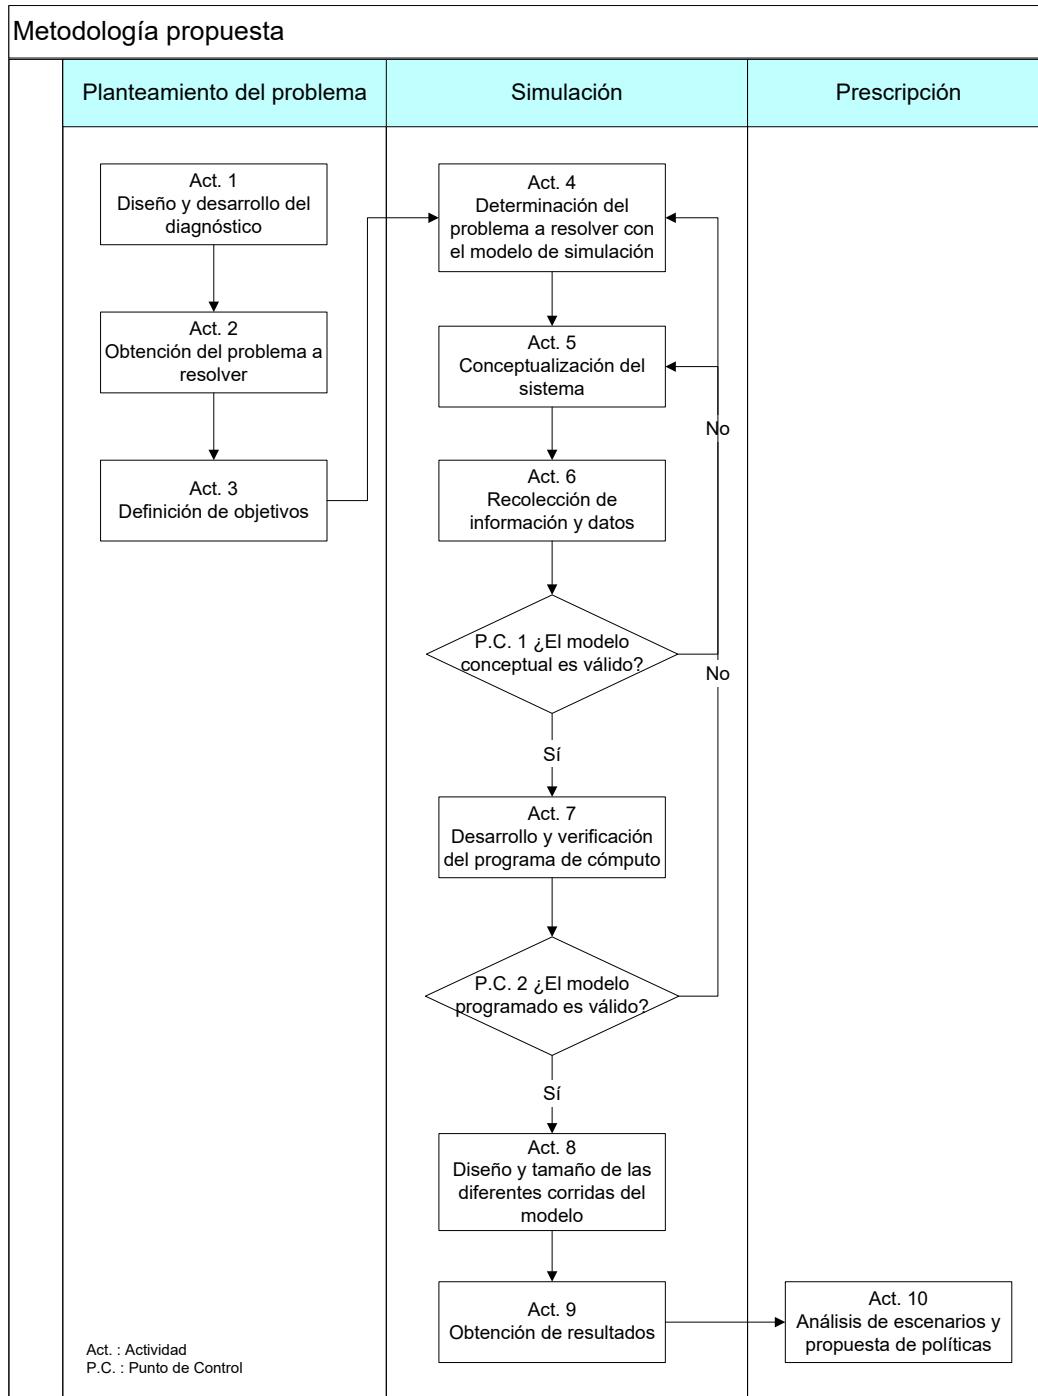 Metodología propuesta
Planteamiento del problema
Simulación
Prescripción
Act. 1
Diseño y desarrollo del
diagnóstico
Act. 2
Obtención del problema a
resolver
Act. 3
Definición de objetivos
Act. 4
Determinación del
problema a resolver con
el modelo de simulación
Act. 5
Conceptualización del
sistema
No
Act. 6
Recolección de
información y datos
P.C. 1 ¿El modelo
conceptual es válido?
No
Sí
Act. 7
Desarrollo y verificación
del programa de cómputo
P.C. 2 ¿El modelo
programado es válido?
Sí
Act. 8
Diseño y tamaño de las
diferentes corridas del
modelo
Act. 9
Obtención de resultados
Act. 10
Análisis de escenarios y
propuesta de políticas
Act. : Actividad
P.C. : Punto de Control